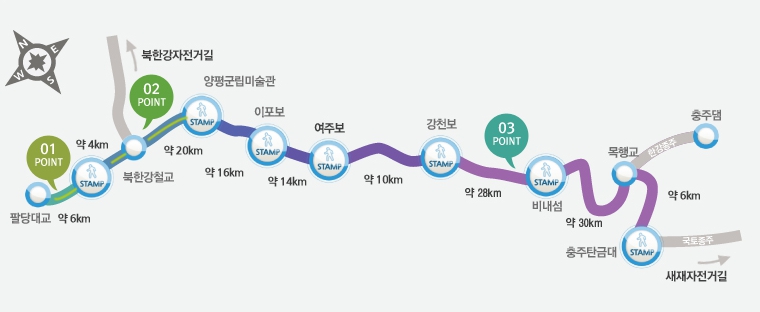 N
E
W
S
북한강자전거길
02
POINT
양평군립미술관
STAMP
이포보
여주보
강천보
03
POINT
충주댐
목행교
한강종주
01
POINT
약 4km
약 20km
STAMP
STAMP
STAMP
STAMP
북한강철교
약 16km
약 14km
약 10km
약 28km
STAMP
비내섬
약 6km
팔당대교
약 6km
약 30km
충주탄금대
STAMP
국토종주
새재자전거길